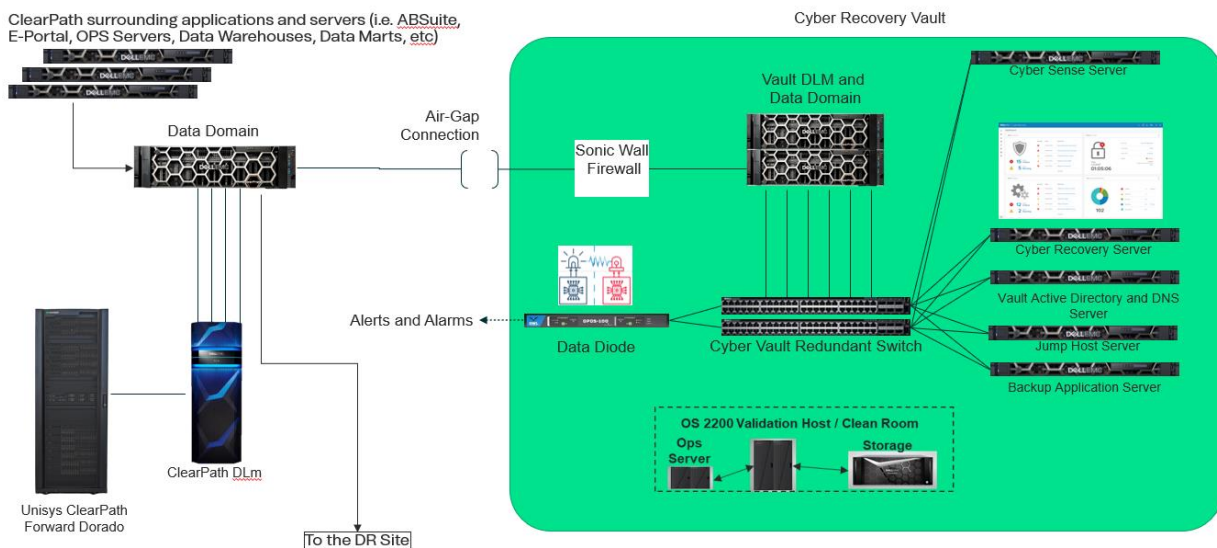 ClearPath surrounding applications and servers (i.e. ABSuite,
E-Portal, OPS Servers, Data Warehouses, Data Marts, etc)
Cyber Recovery Vault
DELLEMC
DELLEMC
DELLEMC
Data Domain
Air-Gap
Connection
Sonic Wall
Firewall
Vault DLM and
Data Domain
Cyber Sense Server
Cyber Recovery Server
Vault Active Directory and DNS
Server
Jump Host Server
Backup Application Server
Alerts and Alarms
Data Diode
Cyber Vault Redundant Switch
OS 2200 Validation Host / Clean Room
Ops
Server
Storage
ClearPath DLm
Unisys ClearPath
Forward Dorado
To the DR Site